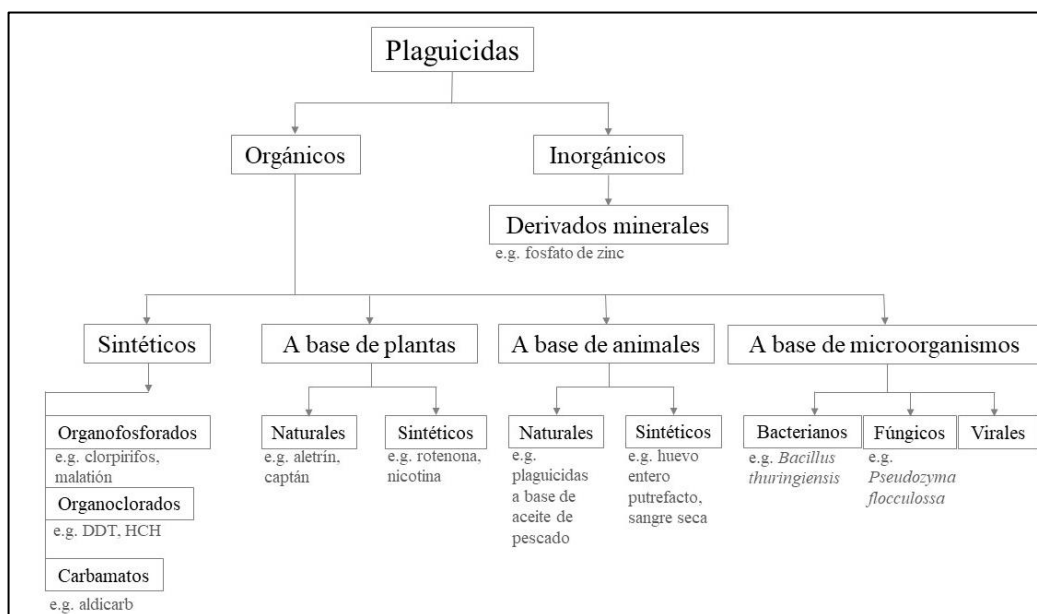 Plaguicidas
Orgánicos
Inorgánicos
Derivados minerales
e.g. fosfato de zinc
Sintéticos
A base de plantas
A base de animales
A base de microorganismos
Organofosforados
e.g. clorpirifos,
malatión
Organoclorados
e.g. DDT, HCH
Carbamatos
e.g. aldicarb
Naturales
e.g. aletrín,
captán
Sintéticos
e.g. rotenona,
nicotina
Naturales
e.g.
plaguicidas
a base de
aceite de
pescado
Sintéticos
e.g. huevo
entero
putrefacto,
sangre seca
Bacterianos
e.g. Bacillus
thuringiensis
Fúngicos
e.g.
Pseudozyma
flocculossa
Virales